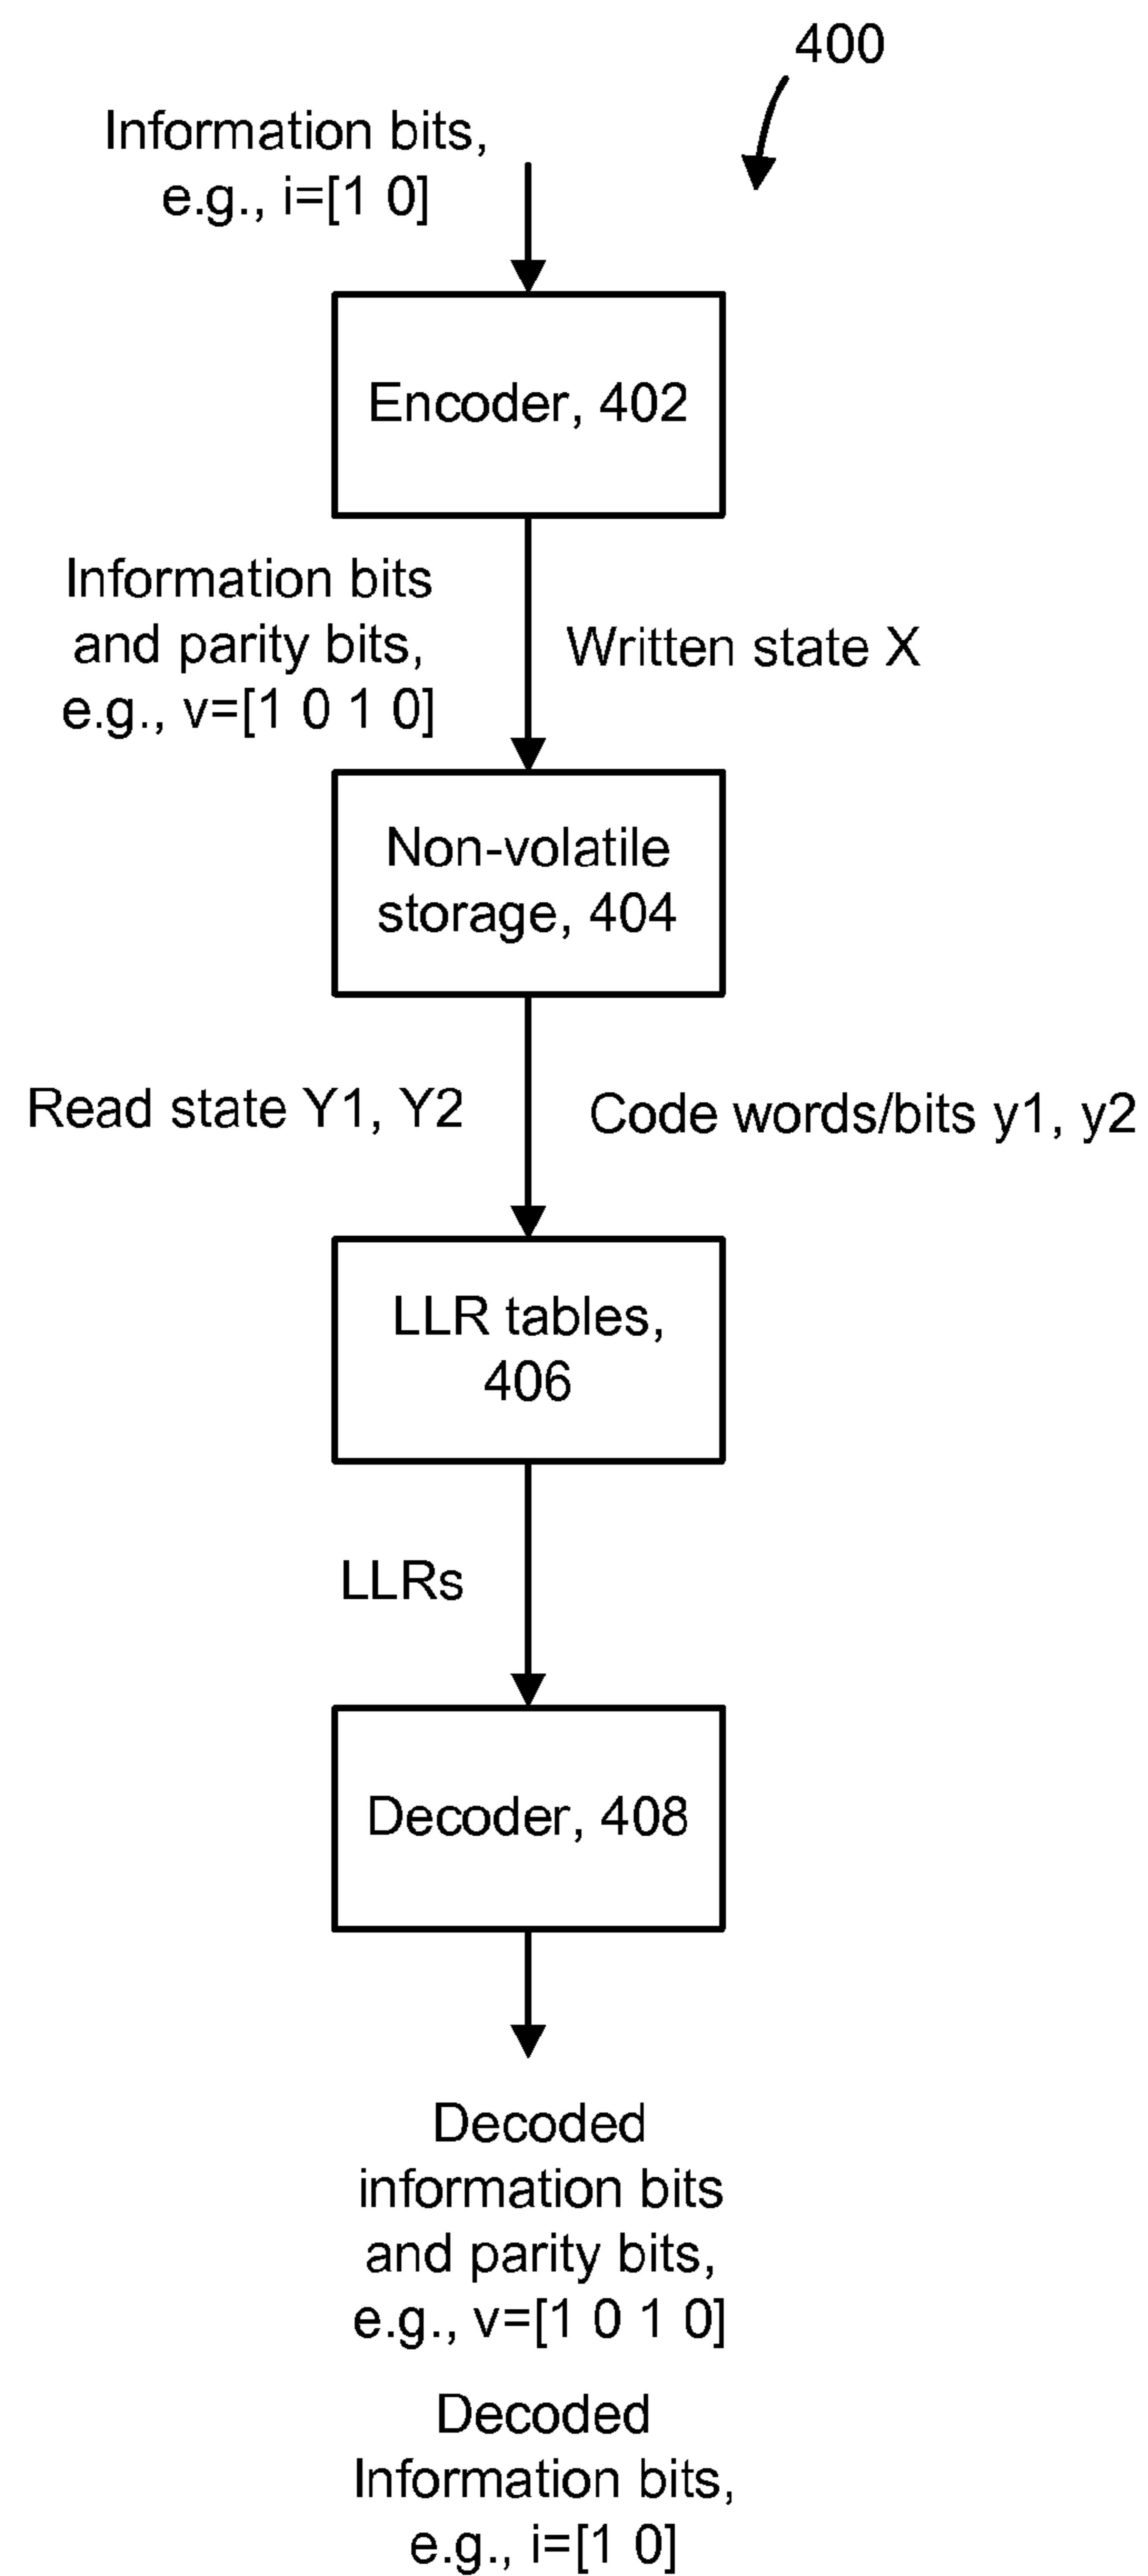 400
Information bits,
e.g., i=[1 0]
Encoder, 402
Information bits
and parity bits,
e.g., v=[1 0 1 0]
Written state X
Non-volatile
storage, 404
Read state Y1, Y2
Code words/bits y1, y2
LLR tables,
406
LLRs
Decoder, 408
Decoded
information bits
and parity bits,
e.g., v=[1 0 1 0]
Decoded
Information bits,
e.g., i=[1 0]